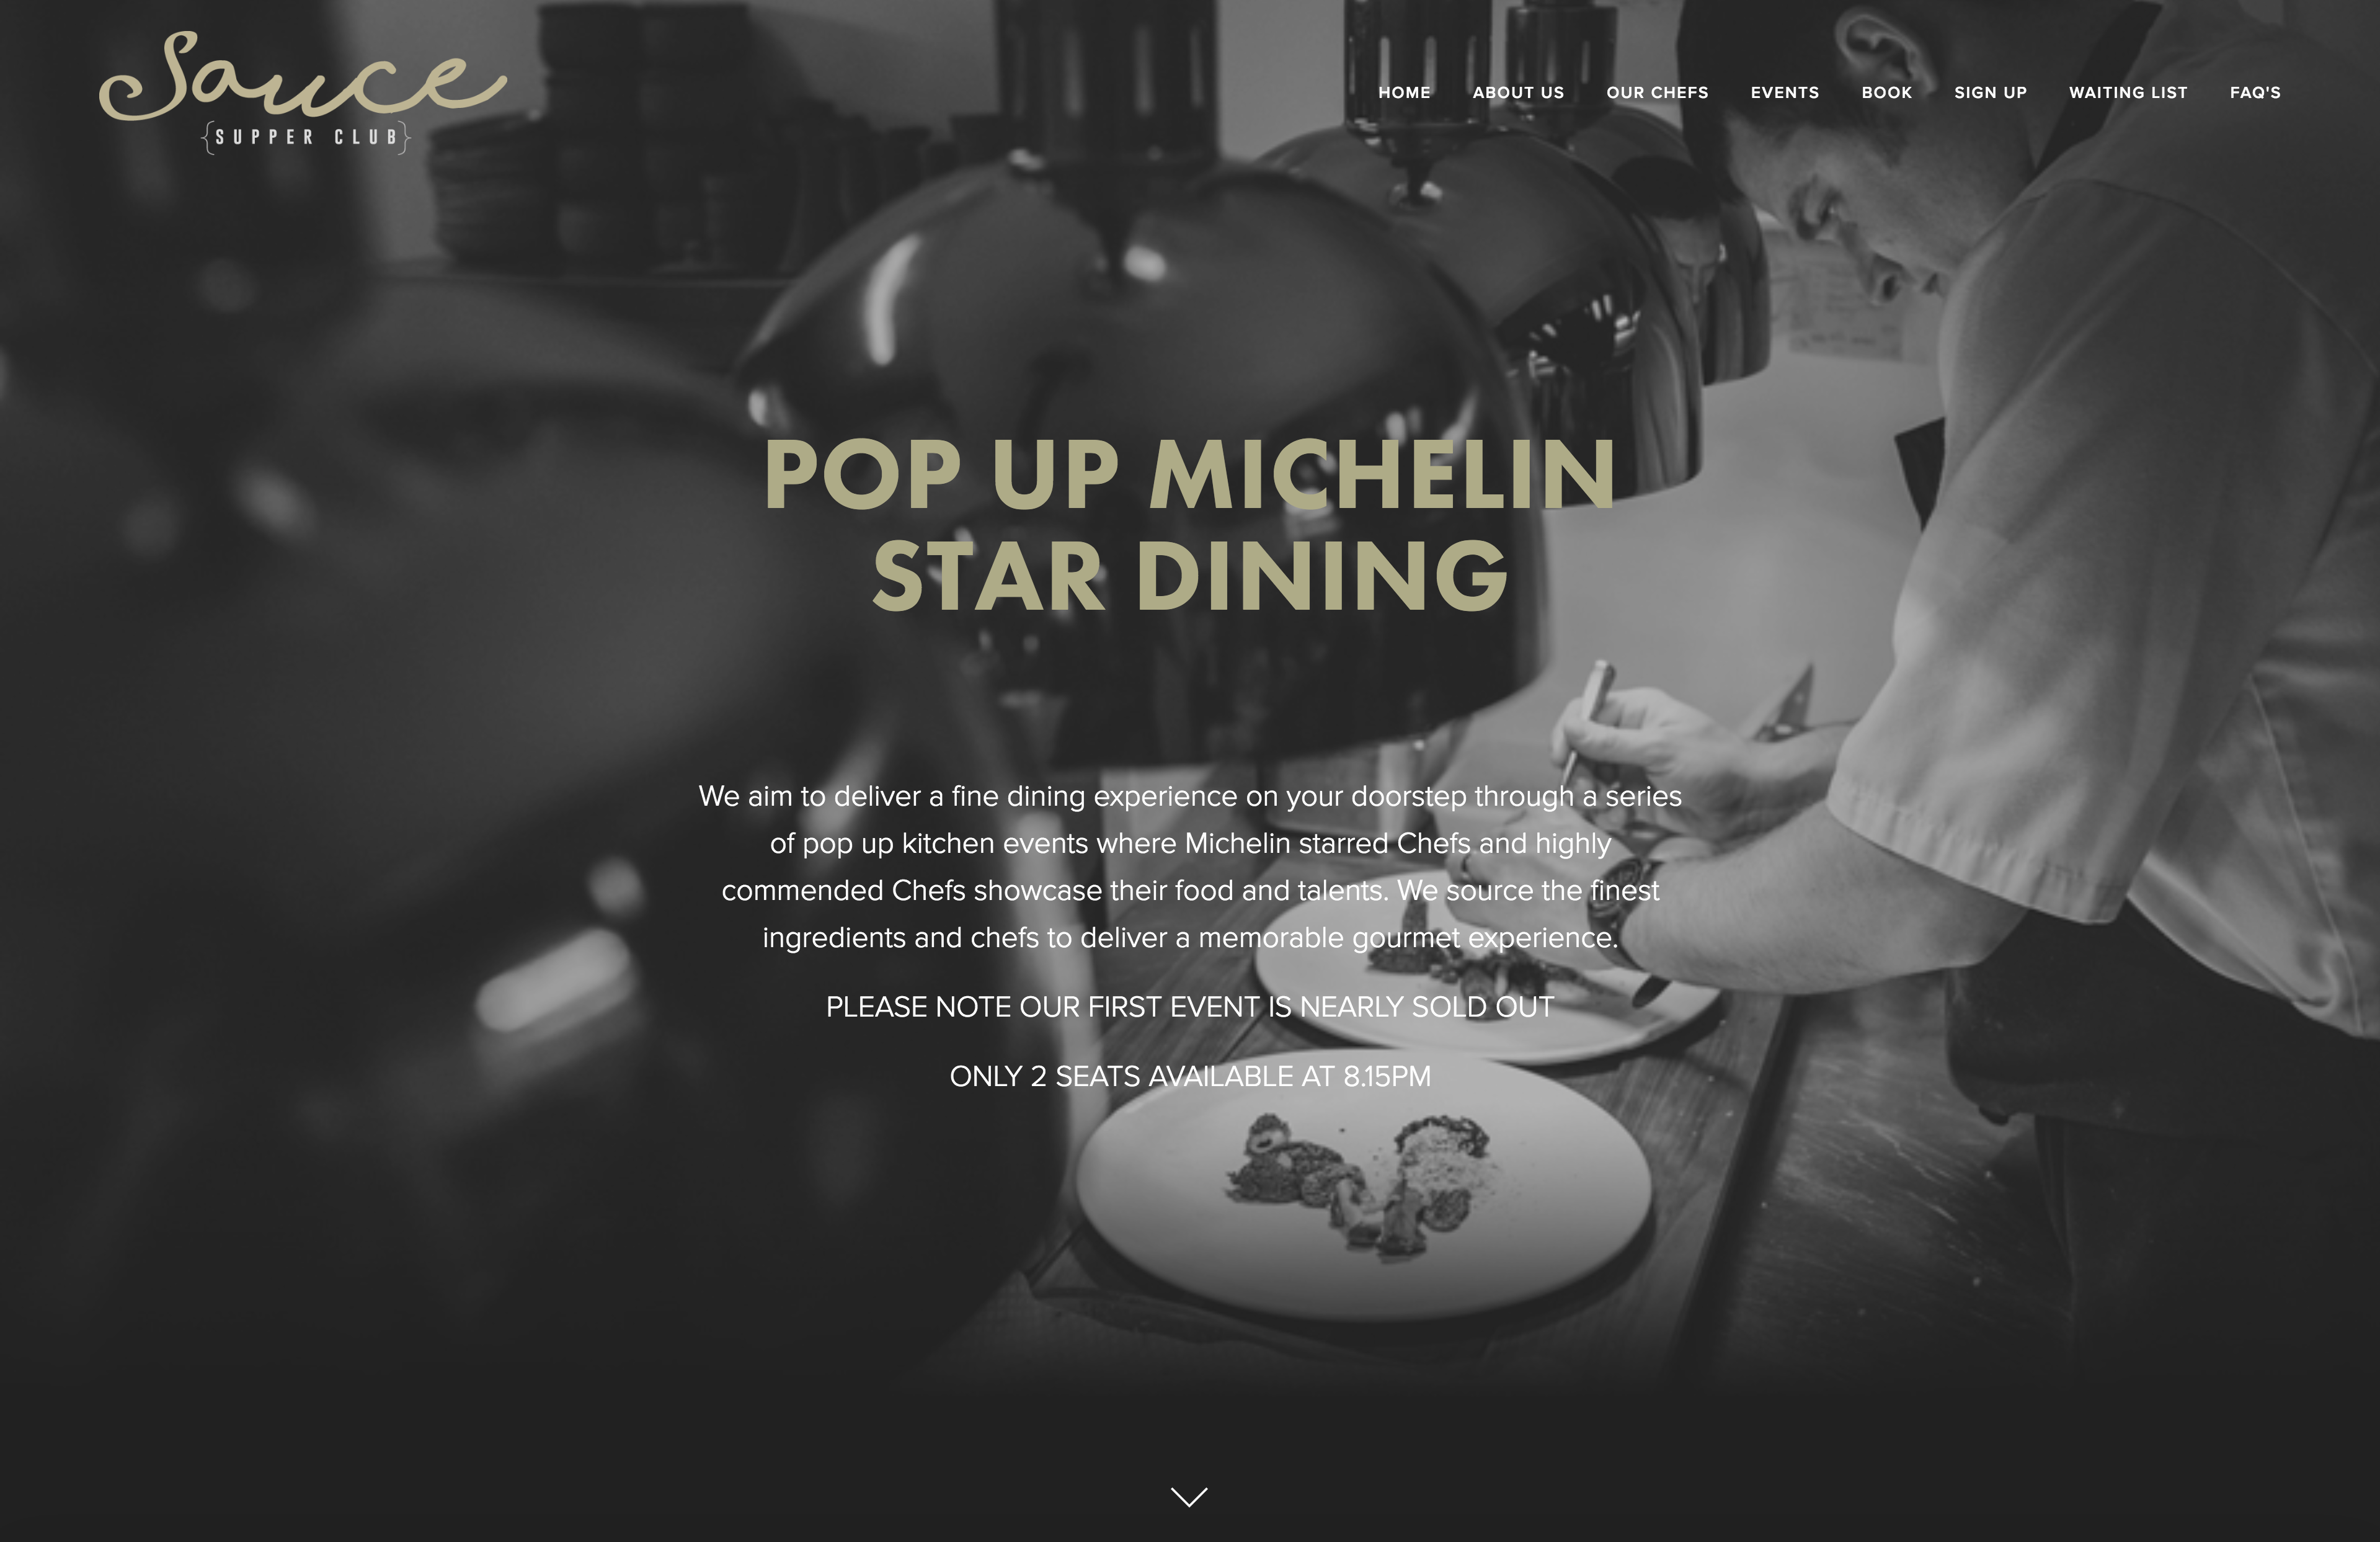 Sauce
{SUPPER CLUB}
HOME ABOUT US OUR CHEFS EVENTS BOOK SIGN UP WAITING LIST FAQ'S
POP UP MICHELIN
STAR DINING
We aim to deliver a fine dining experience on your doorstep through a series
of pop up kitchen events where Michelin starred Chefs and highly
commended Chefs showcase their food and talents. We source the finest
ingredients and chefs to deliver a memorable gourmet experience.
PLEASE NOTE OUR FIRST EVENT IS NEARLY SOLD OUT
ONLY 2 SEATS AVAILABLE AT 8.15PM